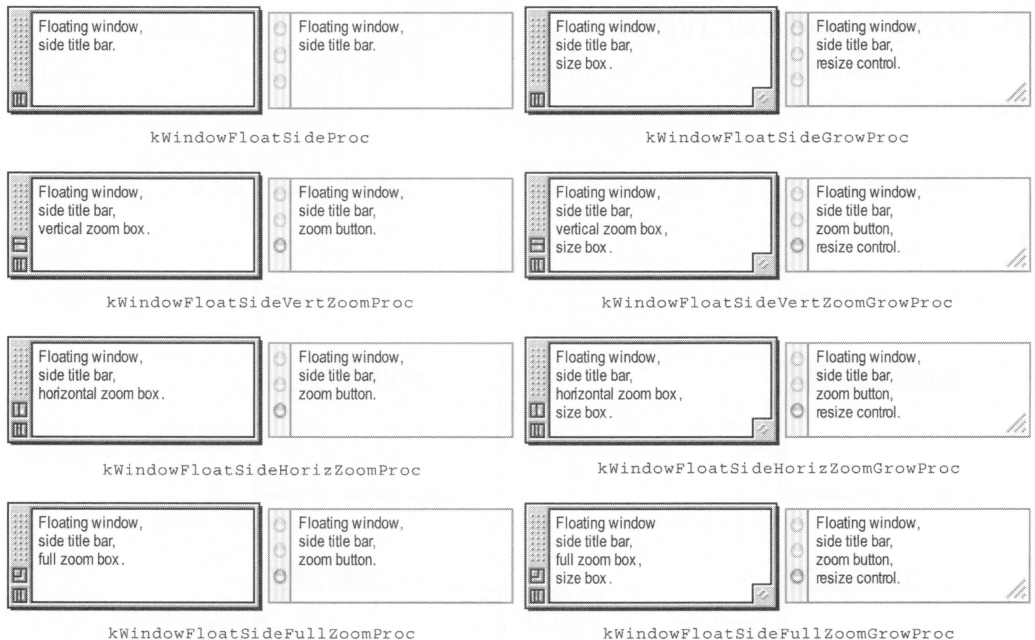 Floating window,
side title bar.
Floating window,
side title bar.
kWindowFloatSideProc
Floating window,
side title bar,
size box.
Floating window,
side title bar,
resize control.
kWindowFloatSideGrowProc
Floating window,
side title bar,
vertical zoom box.
Floating window,
side title bar,
zoom button.
kWindowFloatSideVertZoomProc
Floating window,
side title bar,
vertical zoom box,
size box.
Floating window,
side title bar,
zoom button,
resize control.
kWindowFloatSideVertZoomGrowProc
Floating window,
side title bar,
horizontal zoom box.
Floating window,
side title bar,
zoom button.
kWindowFloatSideHorizZoomProc
Floating window,
side title bar,
horizontal zoom box,
size box.
Floating window,
side title bar,
zoom button,
resize control.
kWindowFloatSideHorizZoomGrowProc
Floating window,
side title bar,
full zoom box.
Floating window,
side title bar,
zoom button.
kWindowFloatSideFullZoomProc
Floating window
side title bar,
full zoom box,
size box.
Floating window,
side title bar,
zoom button,
resize control.
kWindowFloatSideFullZoomGrowProc